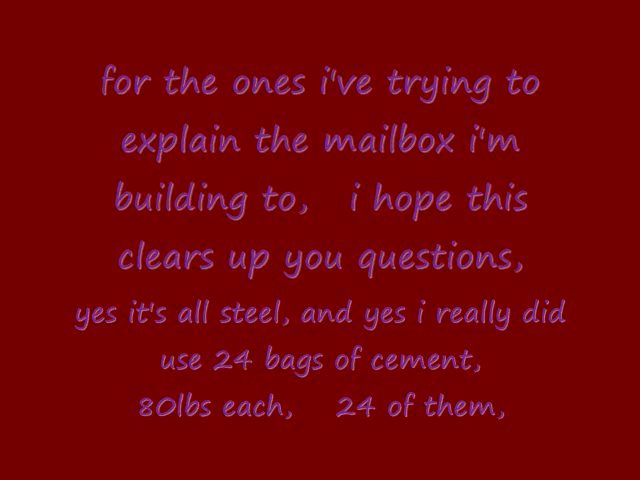 for the ones i've trying to
explain the mailbox i'm
building to, i hope this
clears up you questions,
yes it's all steel, and yes i really did
use 24 bags of cement,
80lbs each, 24 of them,